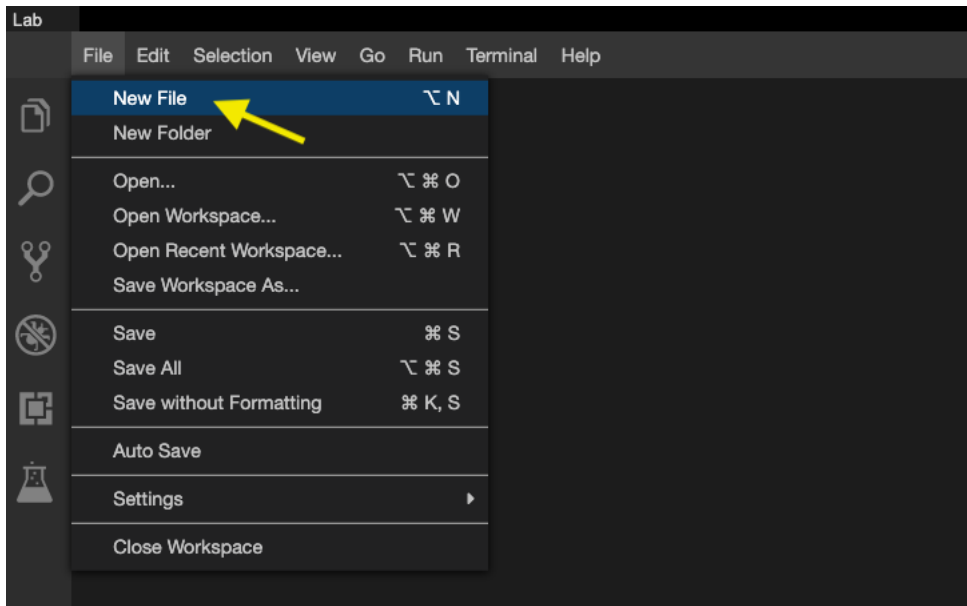 Lab
File Edit Selection View Go Run Terminal Help
New File ⌥ N
New Folder
Open... ⌥ ⌘ O
Open Workspace... ⌥ ⌘ W
Open Recent Workspace... ⌥ ⌘ R
Save Workspace As...
Save ⌘ S
Save All ⌥ ⌘ S
Save without Formatting ⌘ K, S
Auto Save
Settings
Close Workspace